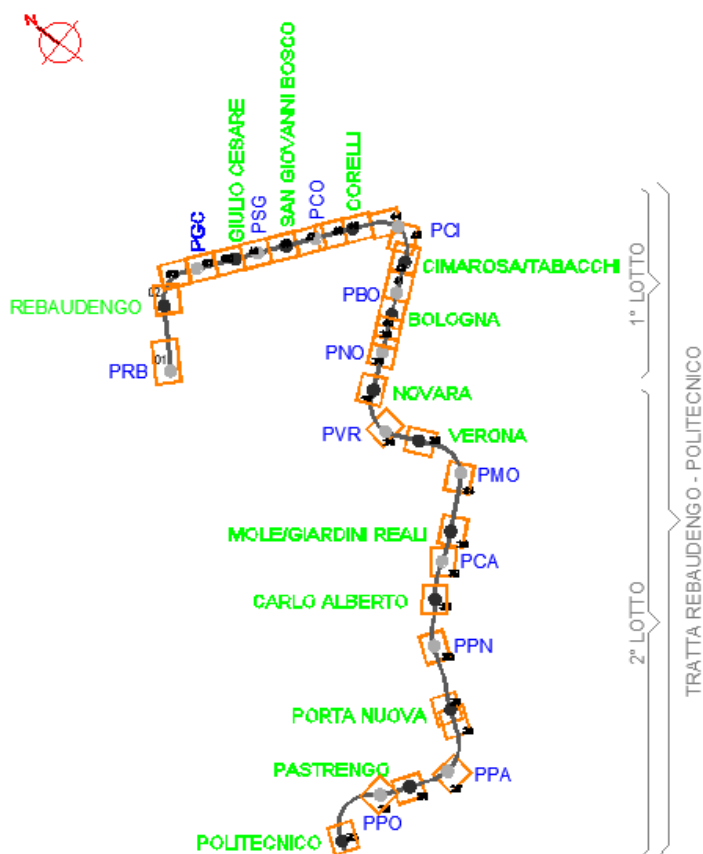 N
PGC
GIULIO CESARE
PSG
SAN GIOVANNI BOSCO
PCO
CORELLI
PCI
CIMAROSA/TABACCHI
02
REBAUDENGO
PBO
BOLOGNA
01
PRB
PNO
NOVARA
PVR
VERONA
PMO
MOLE/GIARDINI REALI
PCA
CARLO ALBERTO
PPN
PORTA NUOVA
PASTRENGO
PPA
PPO
POLITECNICO
1° LOTTO
2° LOTTO
TRATTA REBAUDENGO - POLITECNICO